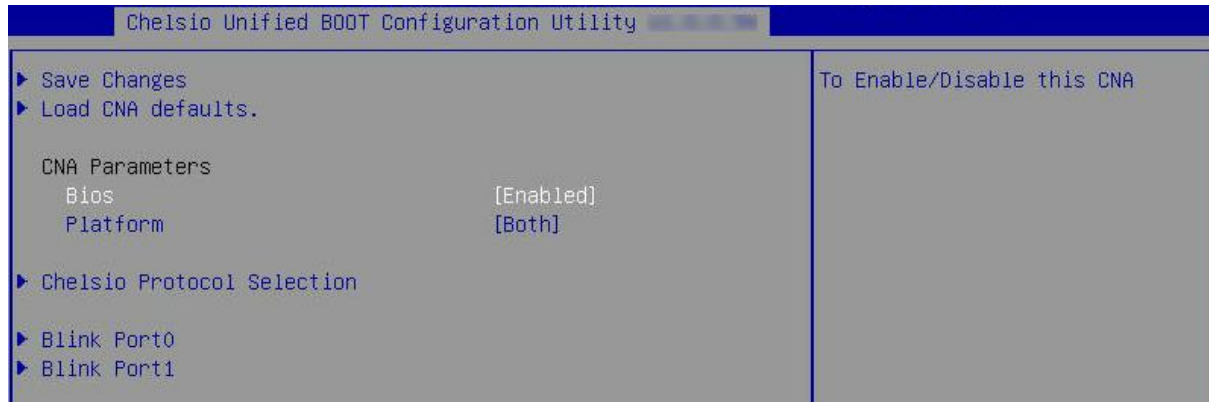 Chelsio Unified BOOT Configuration Utility
Save Changes
Load CNA defaults.
CNA Parameters
Bios [Enabled]
Platform [Both]
Chelsio Protocol Selection
Blink Port0
Blink Port1
To Enable/Disable this CNA